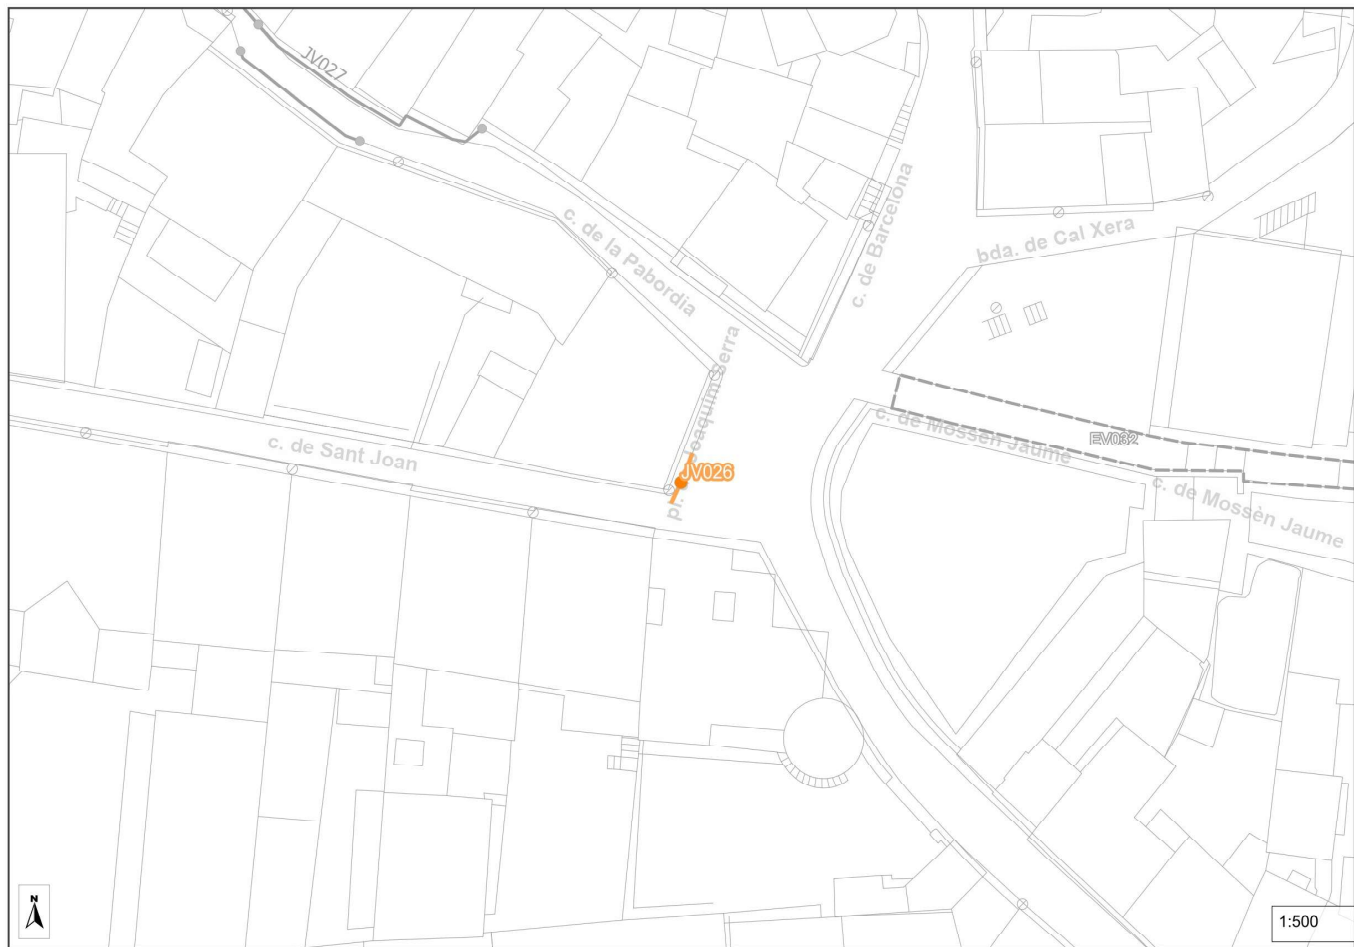 JV027
c. de la Pabordia
c. de Barcelona
bda. de Cal Xera
pl. Joaquim Serra
c. de Mossèn Jaume
EV032
c. de Sant Joan
JV026
c. de Mossèn Jaume
N
1:500